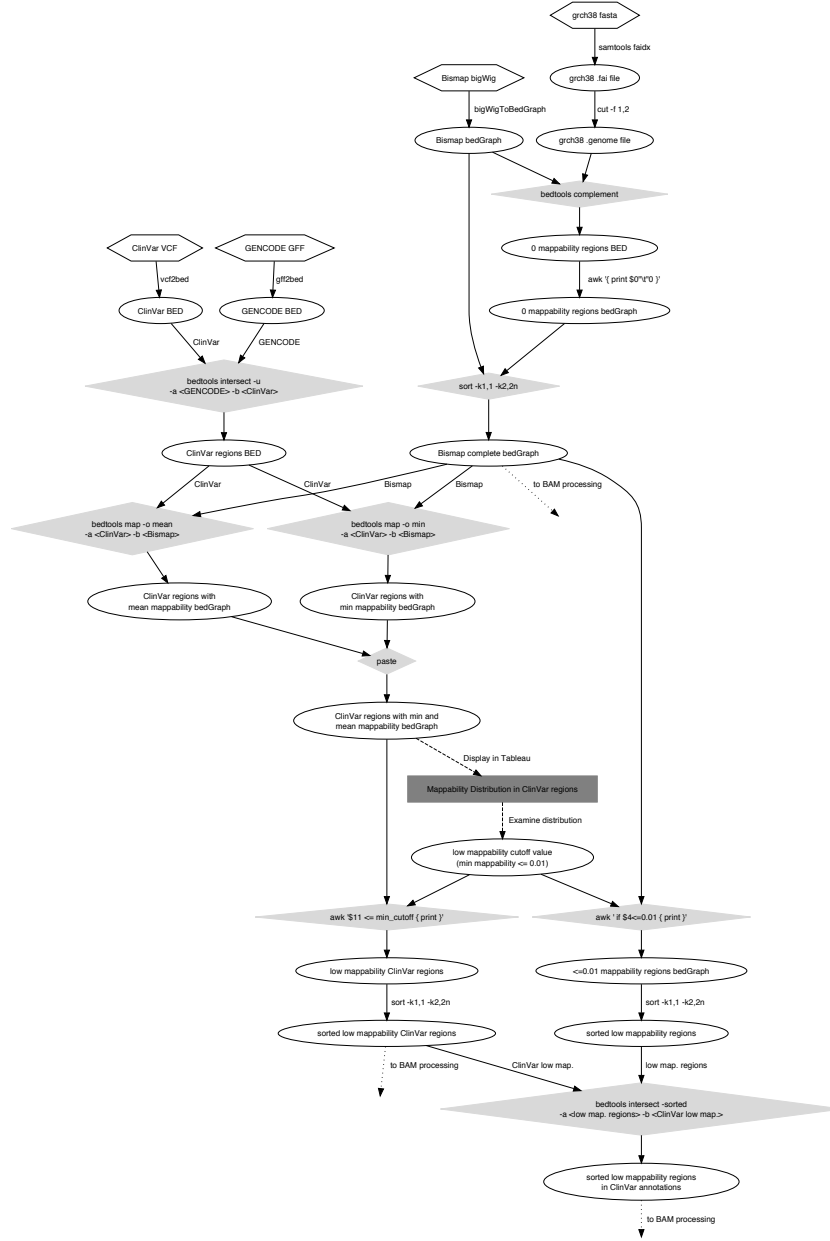 grch38 fasta
samtools faidx
Bismap bigWig
grch38 .fai file
bigWigToBedGraph
cut -f 1,2
Bismap bedGraph
grch38 .genome file
bedtools complement
ClinVar VCF
GENCODE GFF
0 mappability regions BED
vcf2bed
gff2bed
awk '{ print $0"\t"0 }'
ClinVar BED
GENCODE BED
0 mappability regions bedGraph
ClinVar
GENCODE
bedtools intersect -u
-a <GENCODE> -b <ClinVar>
sort -k1,1 -k2,2n
ClinVar regions BED
Bismap complete bedGraph
ClinVar
ClinVar
Bismap
Bismap
to BAM processing
bedtools map -o mean
-a <ClinVar> -b <Bismap>
bedtools map -o min
-a <ClinVar> -b <Bismap>
ClinVar regions with
mean mappability bedGraph
ClinVar regions with
min mappability bedGraph
paste
ClinVar regions with min and
mean mappability bedGraph
Display in Tableau
Mappability Distribution in ClinVar regions
Examine distribution
low mappability cutoff value
(min mappability <= 0.01)
awk '$11 <= min_cutoff { print }'
awk ' if $4<=0.01 { print }'
low mappability ClinVar regions
<=0.01 mappability regions bedGraph
sort -k1,1 -k2,2n
sort -k1,1 -k2,2n
sorted low mappability ClinVar regions
sorted low mappability regions
to BAM processing
ClinVar low map.
low map. regions
bedtools intersect -sorted
-a <low map. regions> -b <ClinVar low map.>
sorted low mappability regions
in ClinVar annotations
to BAM processing